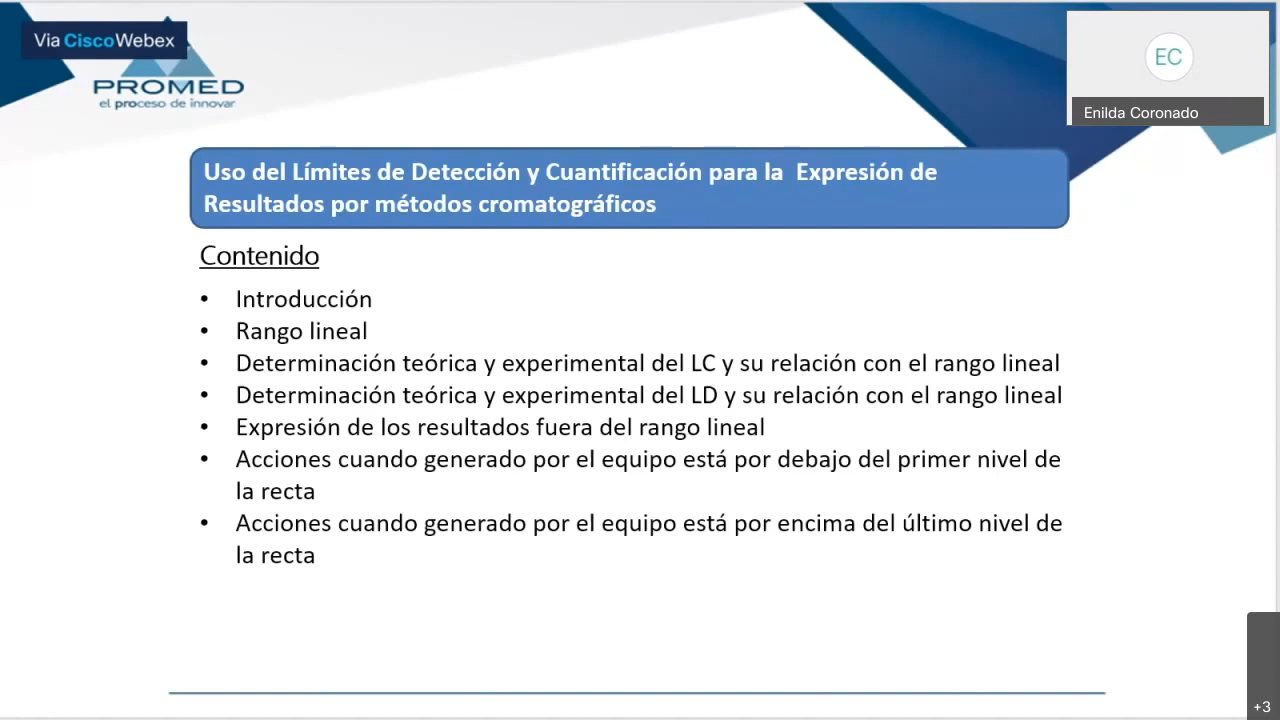 Via CiscoWebex
PROMED
el proceso de innovar
EC
Enilda Coronado
Uso del Límites de Detección y Cuantificación para la Expresión de
Resultados por métodos cromatográficos
Contenido
• Introducción
• Rango lineal
• Determinación teórica y experimental del LC y su relación con el rango lineal
• Determinación teórica y experimental del LD y su relación con el rango lineal
• Expresión de los resultados fuera del rango lineal
• Acciones cuando generado por el equipo está por debajo del primer nivel de
la recta
• Acciones cuando generado por el equipo está por encima del último nivel de
la recta
+3